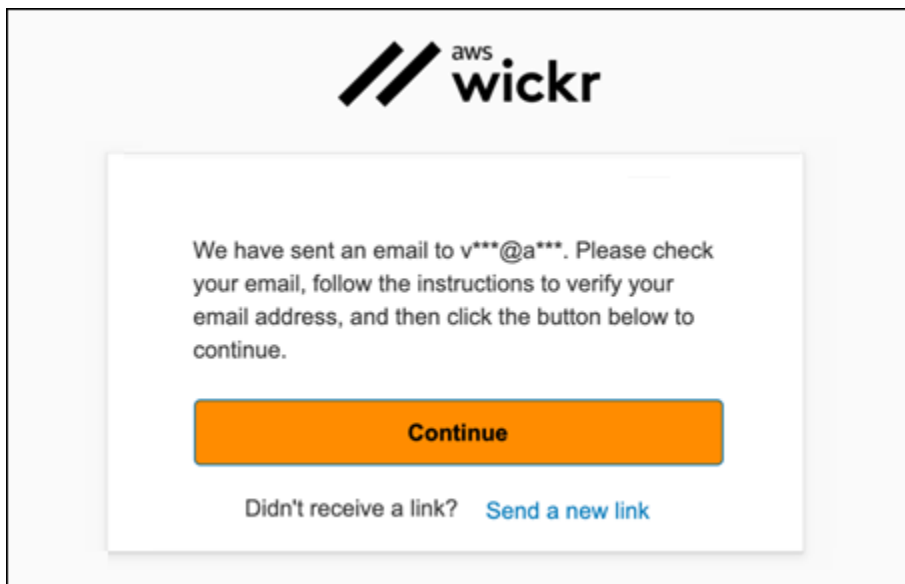 aws
wickr
We have sent an email to v***@a***. Please check
your email, follow the instructions to verify your
email address, and then click the button below to
continue.
Continue
Didn't receive a link? Send a new link